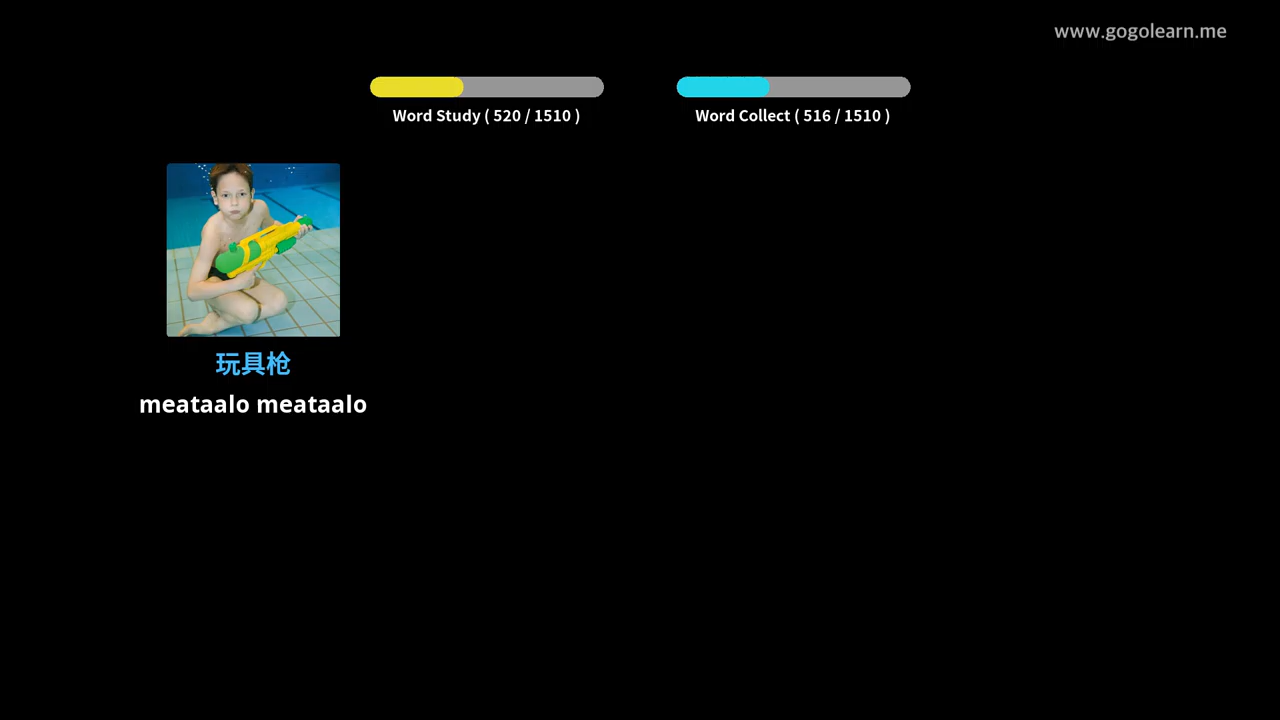 www.gogolearn.me
Word Study ( 520 / 1510 )
Word Collect ( 516 / 1510 )
玩具枪
meataalo meataalo